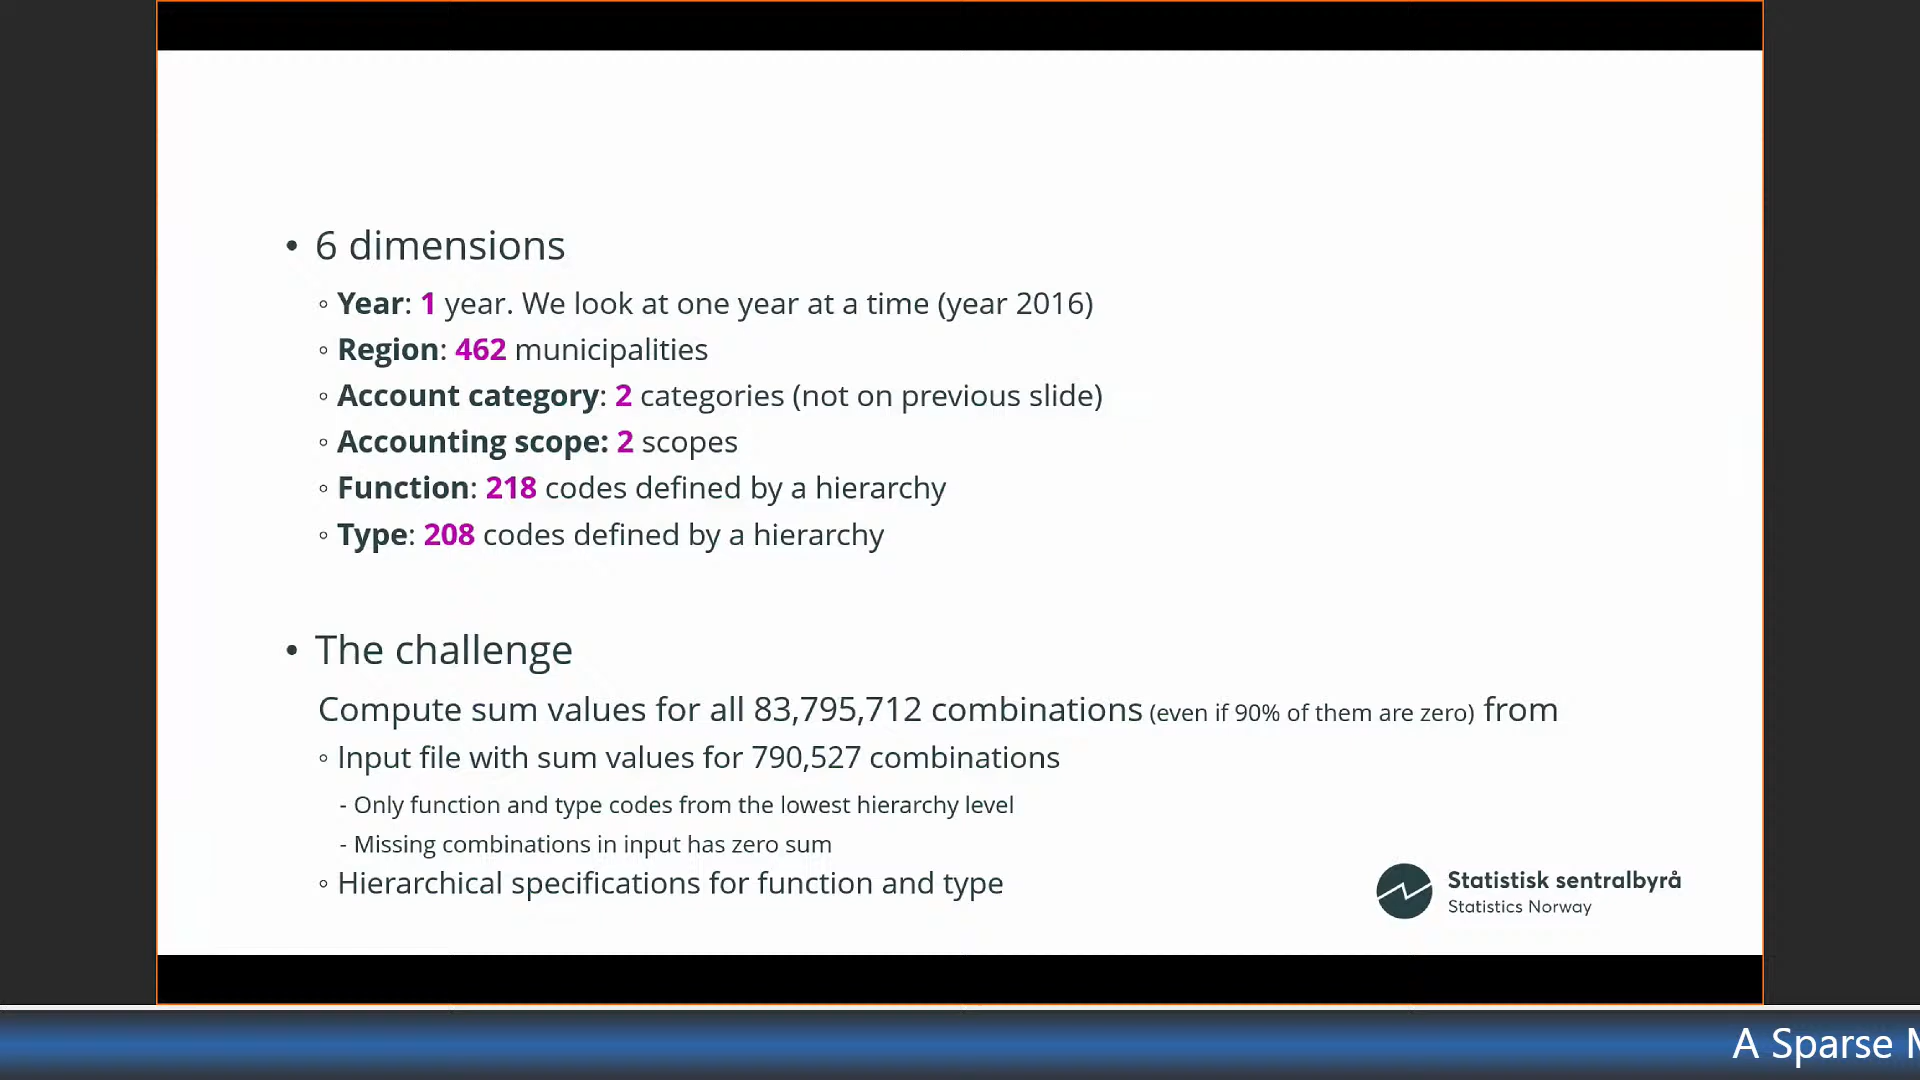 • 6 dimensions
◦ Year: 1 year. We look at one year at a time (year 2016)
◦ Region: 462 municipalities
◦ Account category: 2 categories (not on previous slide)
◦ Accounting scope: 2 scopes
◦ Function: 218 codes defined by a hierarchy
◦ Type: 208 codes defined by a hierarchy
• The challenge
Compute sum values for all 83,795,712 combinations (even if 90% of them are zero) from
◦ Input file with sum values for 790,527 combinations
- Only function and type codes from the lowest hierarchy level
- Missing combinations in input has zero sum
◦ Hierarchical specifications for function and type
Statistisk sentralbyrå
Statistics Norway
A Sparse